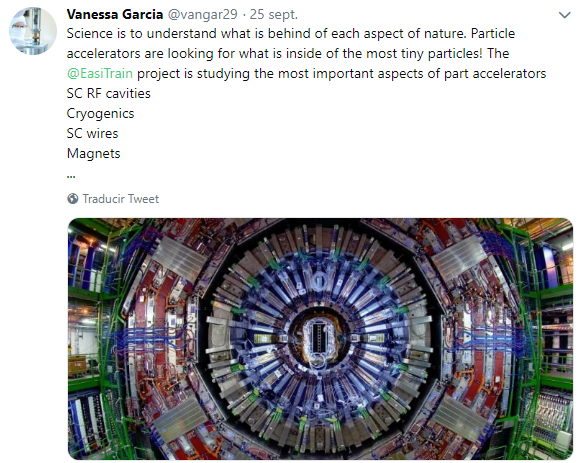 Vanessa Garcia @vangar29 · 25 sept.
Science is to understand what is behind of each aspect of nature. Particle
accelerators are looking for what is inside of the most tiny particles! The
@EasiTrain project is studying the most important aspects of part accelerators
SC RF cavities
Cryogenics
SC wires
Magnets
...
Traducir Tweet